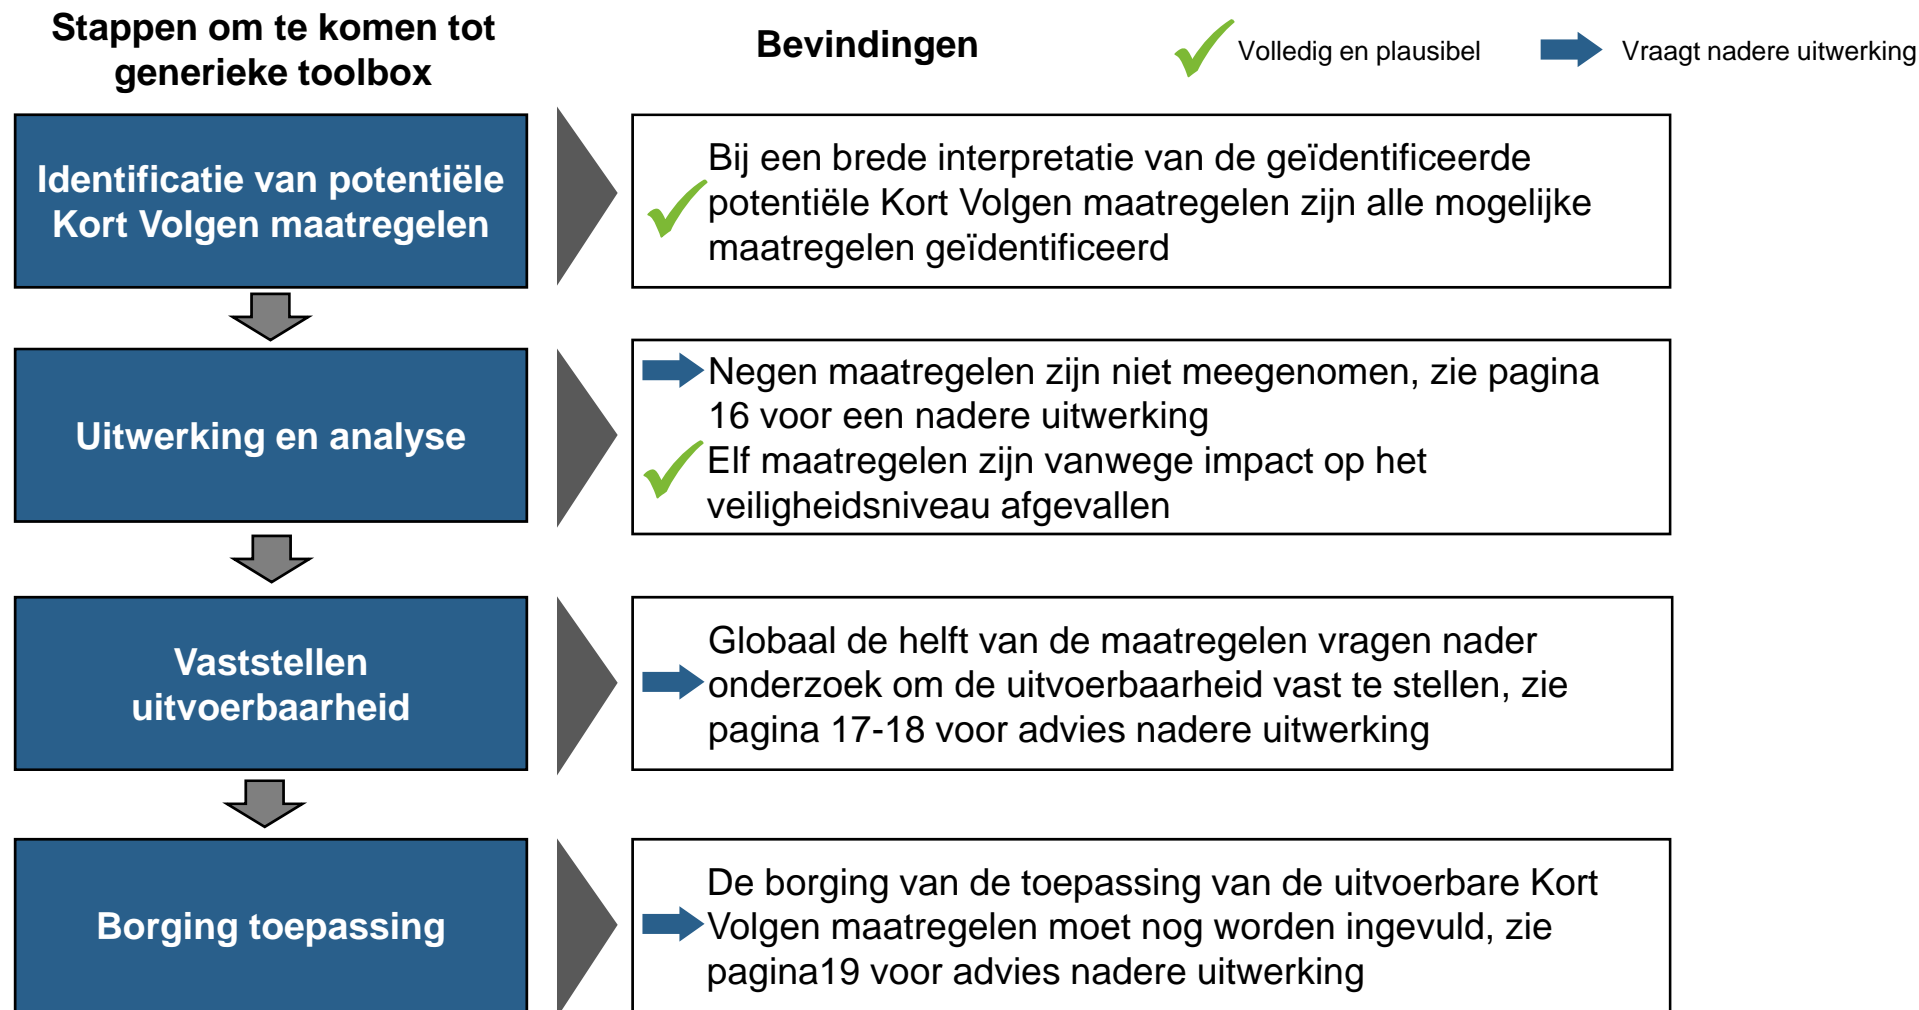 Stappen om te komen tot
generieke toolbox
Bevindingen
Volledig en plausibel
Vraagt nadere uitwerking
Identificatie van potentiële
Kort Volgen maatregelen
Bij een brede interpretatie van de geïdentificeerde
potentiële Kort Volgen maatregelen zijn alle mogelijke
maatregelen geïdentificeerd
Uitwerking en analyse
Negen maatregelen zijn niet meegenomen, zie pagina
16 voor een nadere uitwerking
Elf maatregelen zijn vanwege impact op het
veiligheidsniveau afgevallen
Vaststellen
uitvoerbaarheid
Globaal de helft van de maatregelen vragen nader
onderzoek om de uitvoerbaarheid vast te stellen, zie
pagina 17-18 voor advies nadere uitwerking
Borging toepassing
De borging van de toepassing van de uitvoerbare Kort
Volgen maatregelen moet nog worden ingevuld, zie
pagina19 voor advies nadere uitwerking